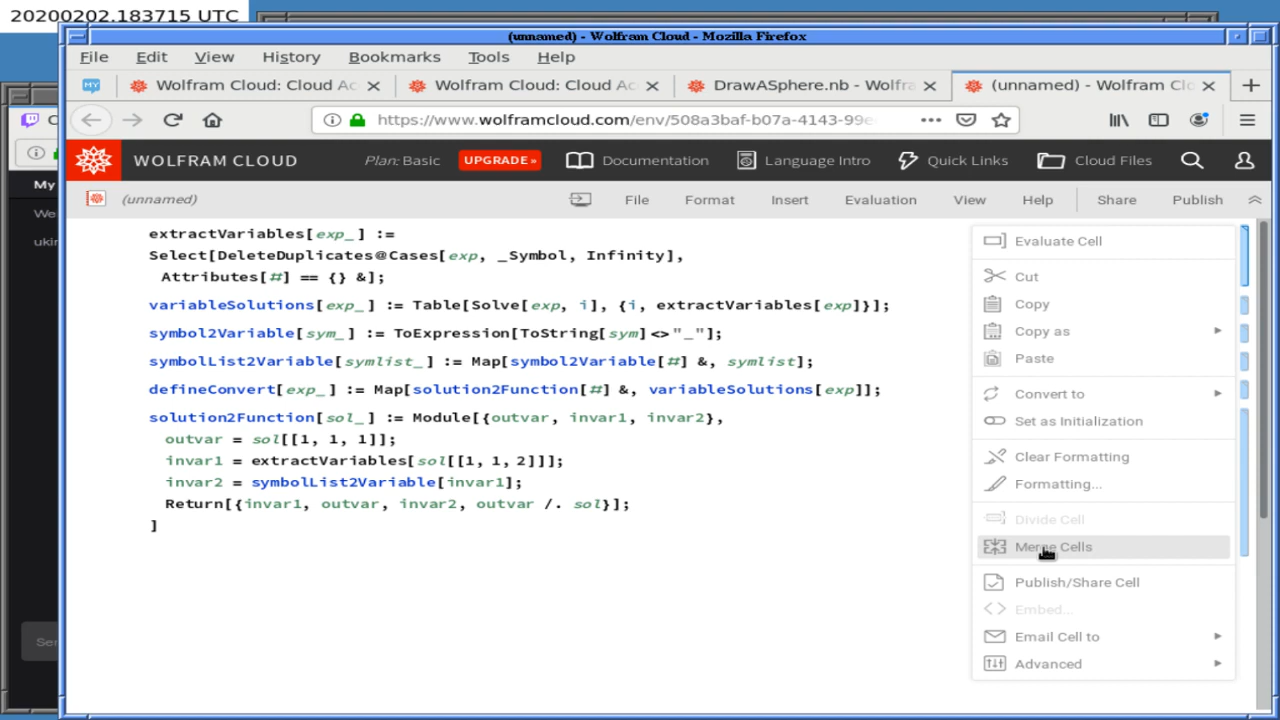 20200202.183715 UTC
(unnamed) - Wolfram Cloud - Mozilla Firefox
File Edit View History Bookmarks Tools Help
MY Wolfram Cloud: Cloud Ac Wolfram Cloud: Cloud Ac DrawASphere.nb - Wolfra (unnamed) - Wolfram Clo
https://www.wolframcloud.com/env/508a3baf-b07a-4143-99e
WOLFRAM CLOUD Plan: Basic UPGRADE » Documentation Language Intro Quick Links Cloud Files
(unnamed) File Format Insert Evaluation View Help Share Publish
My
We
ukin
Sen
extractVariables[exp_] :=
Select[DeleteDuplicates@Cases[exp, _Symbol, Infinity],
Attributes[#] == {} &];
variableSolutions[exp_] := Table[Solve[exp, i], {i, extractVariables[exp]}];
symbol2Variable[sym_] := ToExpression[ToString[sym]<>"_"];
symbolList2Variable[symlist_] := Map[symbol2Variable[#] &, symlist];
defineConvert[exp_] := Map[solution2Function[#] &, variableSolutions[exp]];
solution2Function[sol_] := Module[{outvar, invar1, invar2},
outvar = sol[[1, 1, 1]];
invar1 = extractVariables[sol[[1, 1, 2]]];
invar2 = symbolList2Variable[invar1];
Return[{invar1, outvar, invar2, outvar /. sol}];
]
Evaluate Cell
Cut
Copy
Copy as
Paste
Convert to
Set as Initialization
Clear Formatting
Formatting...
Divide Cell
Merge Cells
Publish/Share Cell
Embed...
Email Cell to
Advanced